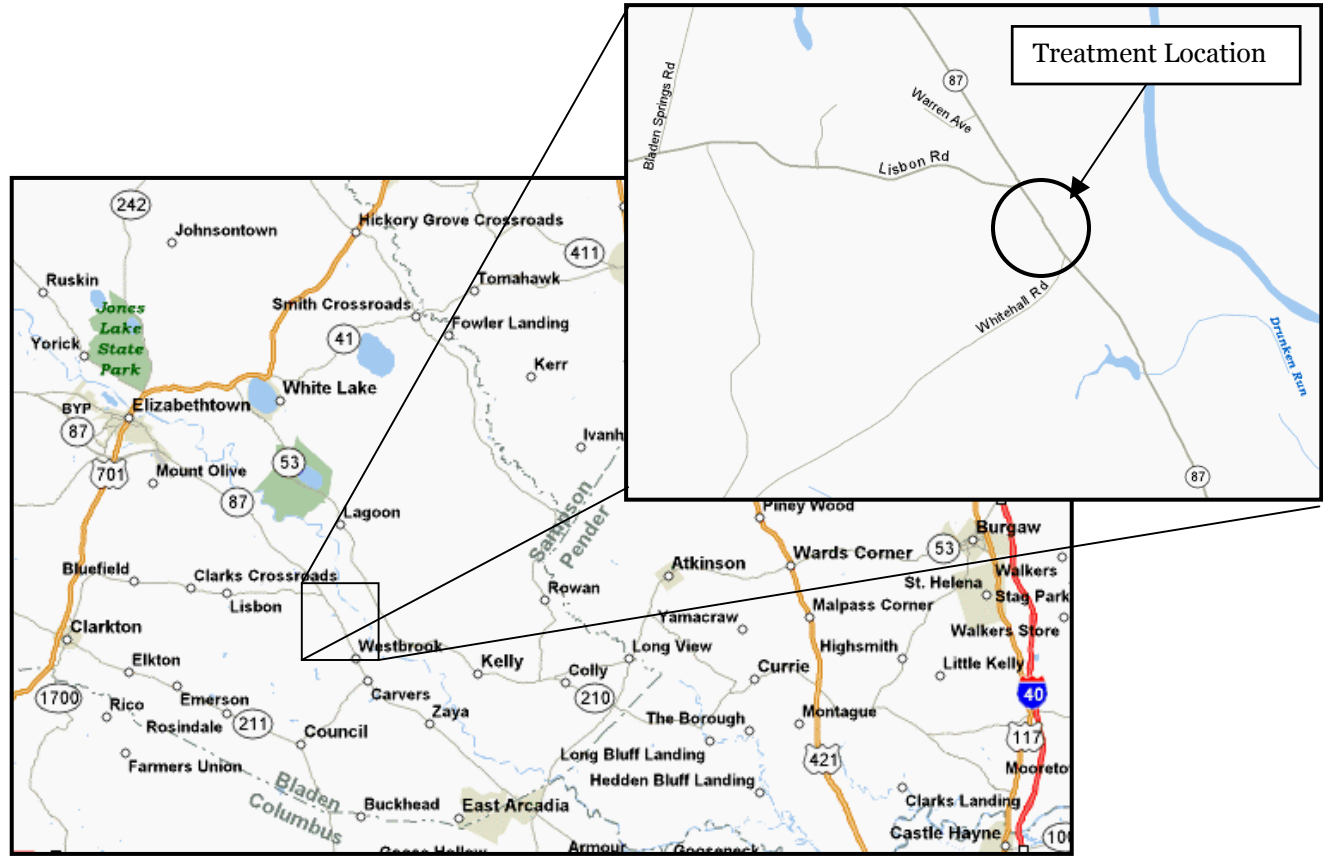 Treatment Location
87
Warren Ave
Bladen Springs Rd
Lisbon Rd
Whitehall Rd
Drunken Run
87
242
Johnsontown
Hickory Grove Crossroads
411
Ruskin
Tomahawk
Jones
Lake
State
Park
Smith Crossroads
Fowler Landing
41
Yorick
Kerr
White Lake
BYP
Elizabethtown
87
Ivanh
53
701
Mount Olive
87
Lagoon
Sampson
Pender
Piney Wood
Burgaw
53
Wards Corner
Atkinson
Walkers
Bluefield
Clarks Crossroads
St. Helena
Stag Park
Lisbon
Rowan
Malpass Corner
Yamacraw
Walkers Store
Clarkton
Westbrook
Long View
Highsmith
Elkton
Kelly
Colly
Currie
Little Kelly
1700
Emerson
Carvers
210
40
Rico
Rosindale
211
Zaya
The Borough
Montague
Council
117
Long Bluff Landing
421
Farmers Union
Hedden Bluff Landing
Mooreto
Bladen
Columbus
Buckhead
East Arcadia
Clarks Landing
Castle Hayne
100
Goose Hollow
Armour
Gooseneck